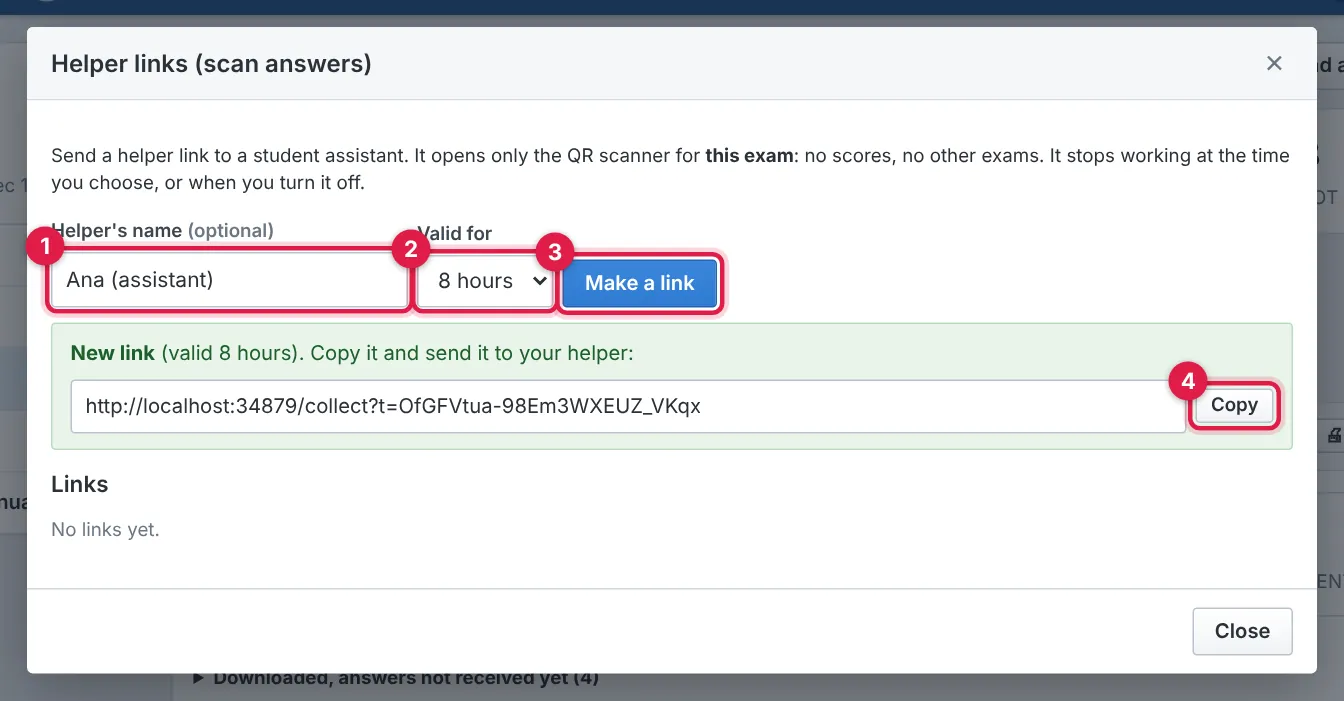 Helper links (scan answers)
Send a helper link to a student assistant. It opens only the QR scanner for this exam: no scores, no other exams. It stops working at the time
you choose, or when you turn it off.
Helper's name (optional)
Valid for
1
2
3
Ana (assistant)
8 hours
Make a link
New link (valid 8 hours). Copy it and send it to your helper:
4
http://localhost:34879/collect?t=OfGFVtua-98Em3WXEUZ_VKqx
Copy
Links
No links yet.
Close
Downloaded, answers not received yet (4)